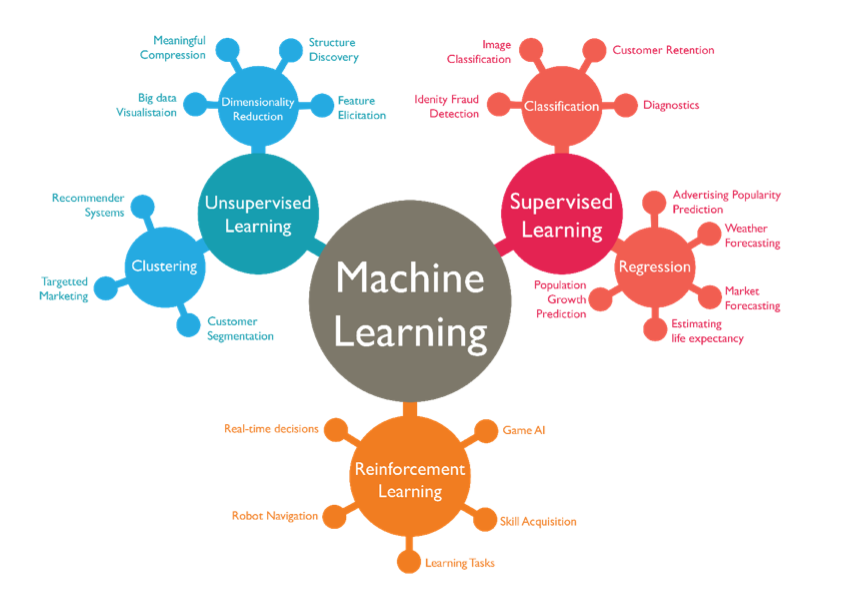 Meaningful
Compression
Structure
Discovery
Big data
Visualistaion
Dimensionality
Reduction
Feature
Elicitation
Image
Classification
Customer Retention
Idenity Fraud
Detection
Classification
Diagnostics
Recommender
Systems
Unsupervised
Learning
Clustering
Targetted
Marketing
Customer
Segmentation
Supervised
Learning
Advertising Popularity
Prediction
Weather
Forecasting
Regression
Population
Growth
Prediction
Market
Forecasting
Estimating
life expectancy
Machine
Learning
Real-time decisions
Game AI
Reinforcement
Learning
Robot Navigation
Skill Acquisition
Learning Tasks